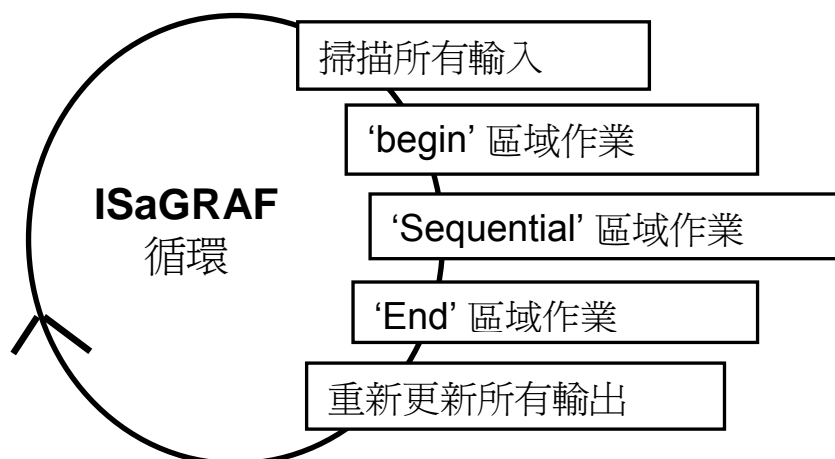 掃描所有輸入
‘begin’ 區域作業
ISaGRAF
循環
‘Sequential’ 區域作業
‘End’ 區域作業
重新更新所有輸出